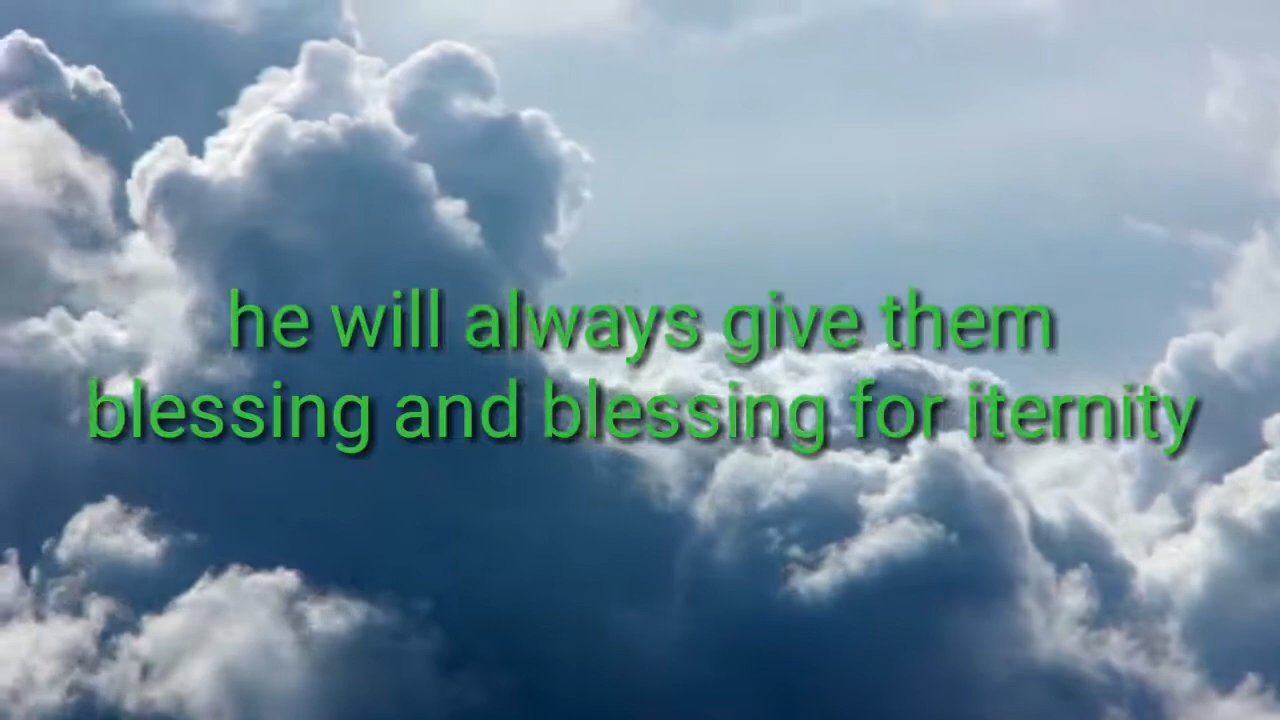 he will always give them
blessing and blessing for iternity